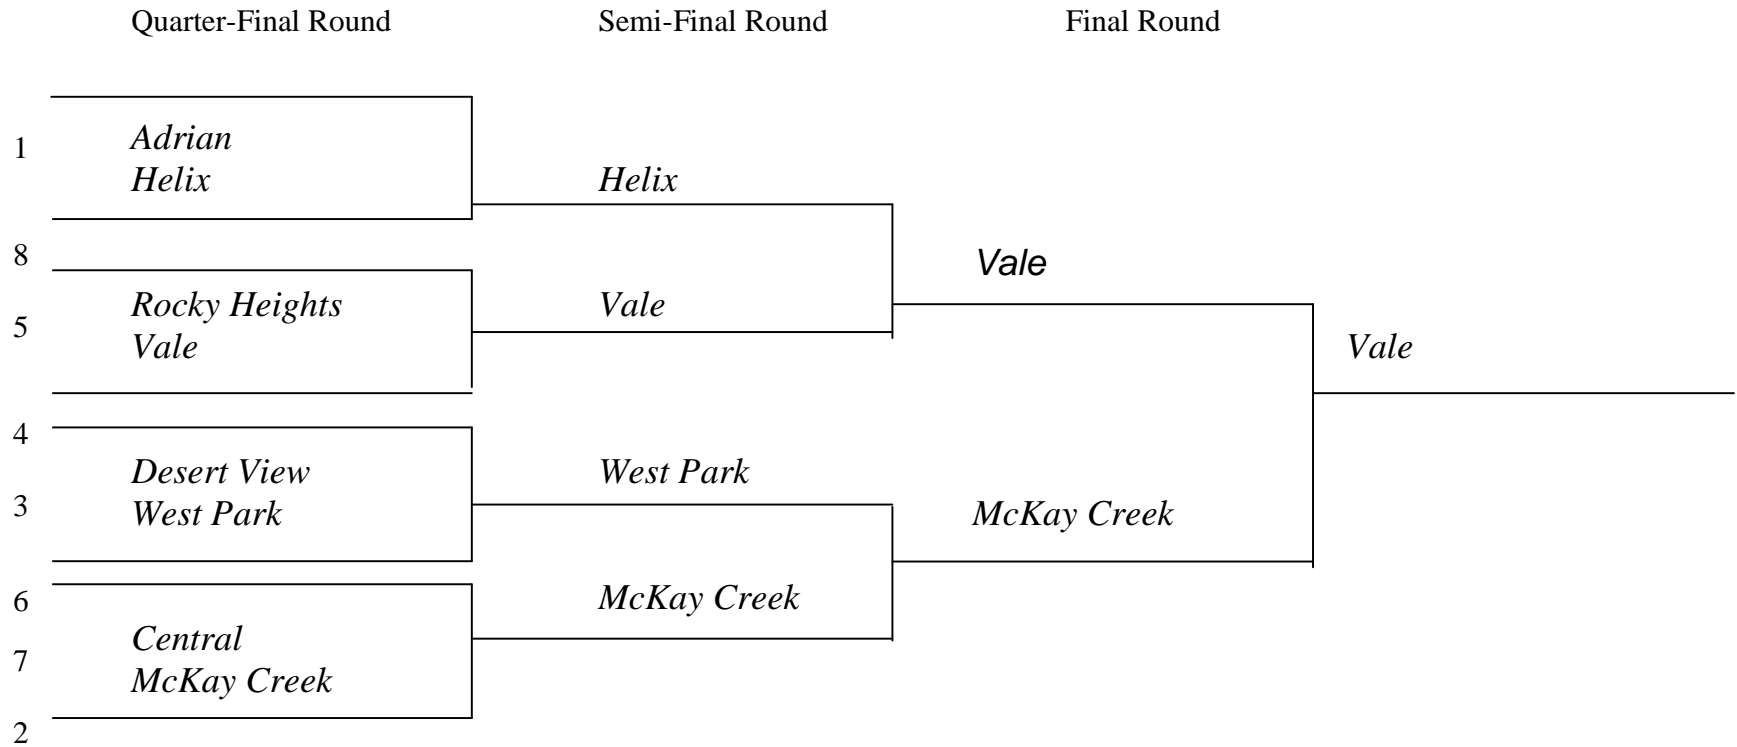 Quarter-Final Round Semi-Final Round Final Round
1 Adrian
Helix Helix
8
Vale
Rocky Heights Vale
5
Vale Vale
4
Desert View West Park
3
West Park McKay Creek
6
McKay Creek
Central
7
McKay Creek
2